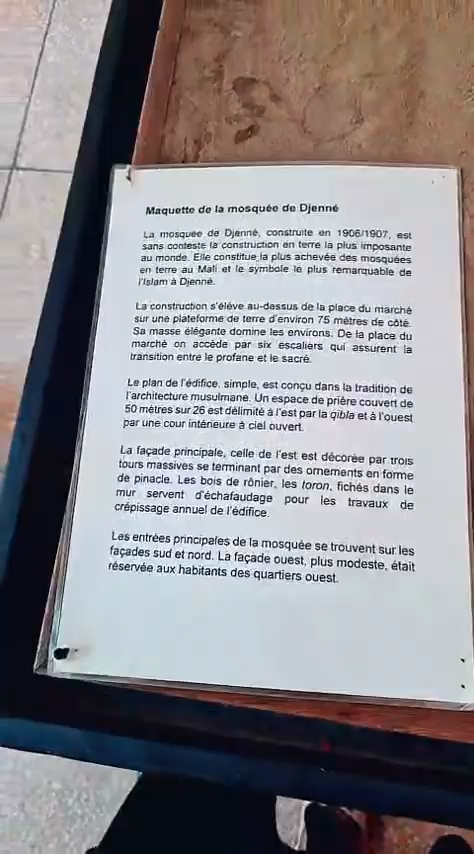 Maquette de la mosquée de Djenné
La mosquée de Djenné, construite en 1906/1907, est
sans conteste la construction en terre la plus imposante
au monde. Elle constitue la plus achevée des mosquées
en terre au Mali et le symbole le plus remarquable de
l'Islam à Djenné.
La construction s'élève au-dessus de la place du marché
sur une plateforme de terre d'environ 75 mètres de côté.
Sa masse élégante domine les environs. De la place du
marché on accède par six escaliers qui assurent la
transition entre le profane et le sacré.
Le plan de l'édifice, simple, est conçu dans la tradition de
l'architecture musulmane. Un espace de prière couvert de
50 mètres sur 26 est délimité à l'est par la qibla et à l'ouest
par une cour intérieure à ciel ouvert.
La façade principale, celle de l'est est décorée par trois
tours massives se terminant par des ornements en forme
de pinacle. Les bois de rônier, les toron, fichés dans le
mur servent d'échafaudage pour les travaux de
crépissage annuel de l'édifice.
Les entrées principales de la mosquée se trouvent sur les
façades sud et nord. La façade ouest, plus modeste, était
réservée aux habitants des quartiers ouest.